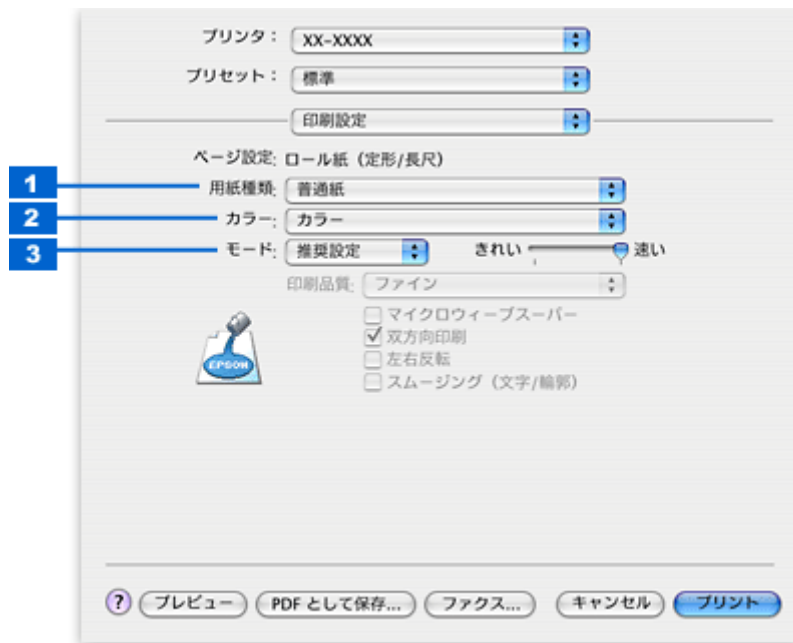 プリンタ： XX-XXXX
プリセット： 標準
印刷設定
ページ設定: ロール紙（定形/長尺）
1 用紙種類: 普通紙
2 カラー: カラー
3 モード: 推奨設定 きれい 速い
印刷品質: ファイン
マイクロウィーブスーパー
双方向印刷
左右反転
スムージング（文字/輪郭）
EPSON
? プレビュー PDF として保存... ファクス... キャンセル プリント